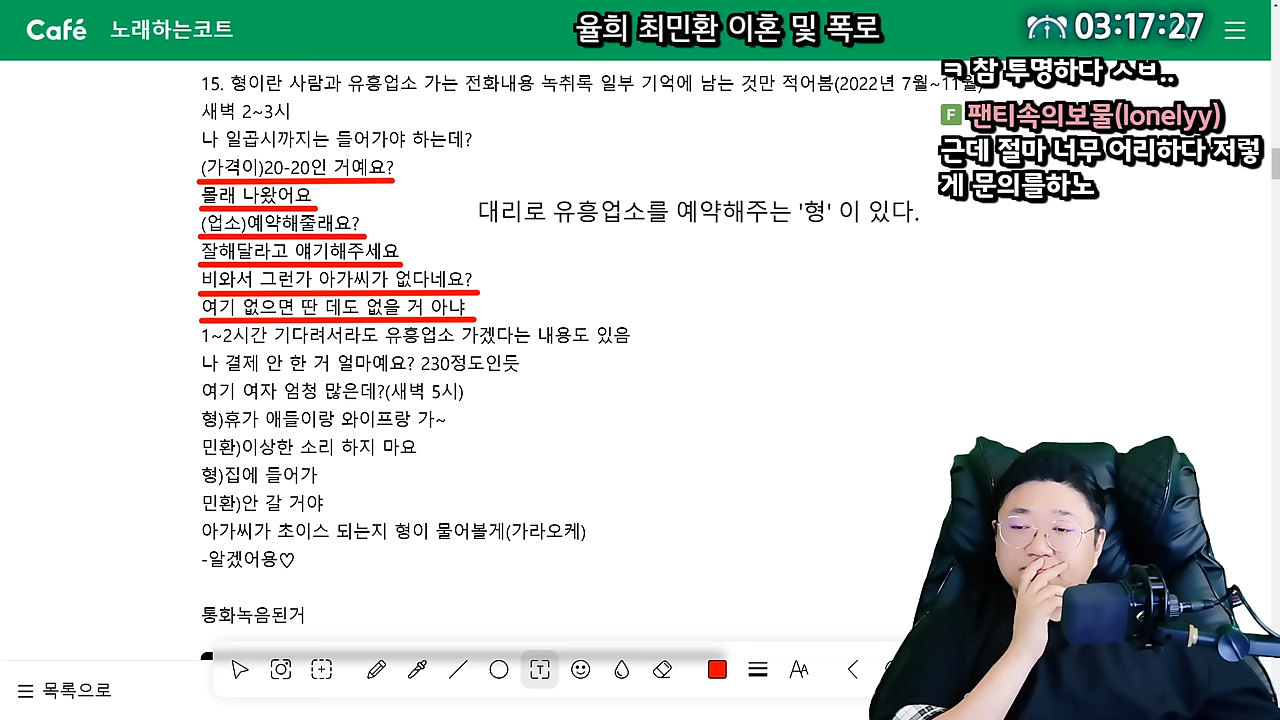 Café 노래하는코트
율희 최민환 이혼 및 폭로
03:17:27
15. 형이란 사람과 유흥업소 가는 전화내용 녹취록 일부 기억에 남는 것만 적어봄(2022년 7월~11월)
새벽 2~3시
나 일곱시까지는 들어가야 하는데?
(가격이)20-20인 거예요?
몰래 나왔어요
(업소)예약해줄래요?
잘해달라고 얘기해주세요
비와서 그런가 아가씨가 없다네요?
여기 없으면 딴 데도 없을 거 아냐
1~2시간 기다려서라도 유흥업소 가겠다는 내용도 있음
나 결제 안 한 거 얼마예요? 230정도인듯
여기 여자 엄청 많은데?(새벽 5시)
형)휴가 애들이랑 와이프랑 가~
민환)이상한 소리 하지 마요
형)집에 들어가
민환)안 갈 거야
아가씨가 초이스 되는지 형이 물어볼게(가라오케)
-알겠어용♡
통화녹음된거
대리로 유흥업소를 예약해주는 '형' 이 있다.
ㅋ 참 투명하다 ㅅㅂ..
F 팬티속의보물(lonelyy)
근데 절마 너무 어리하다 저렇
게 문의를하노
목록으로